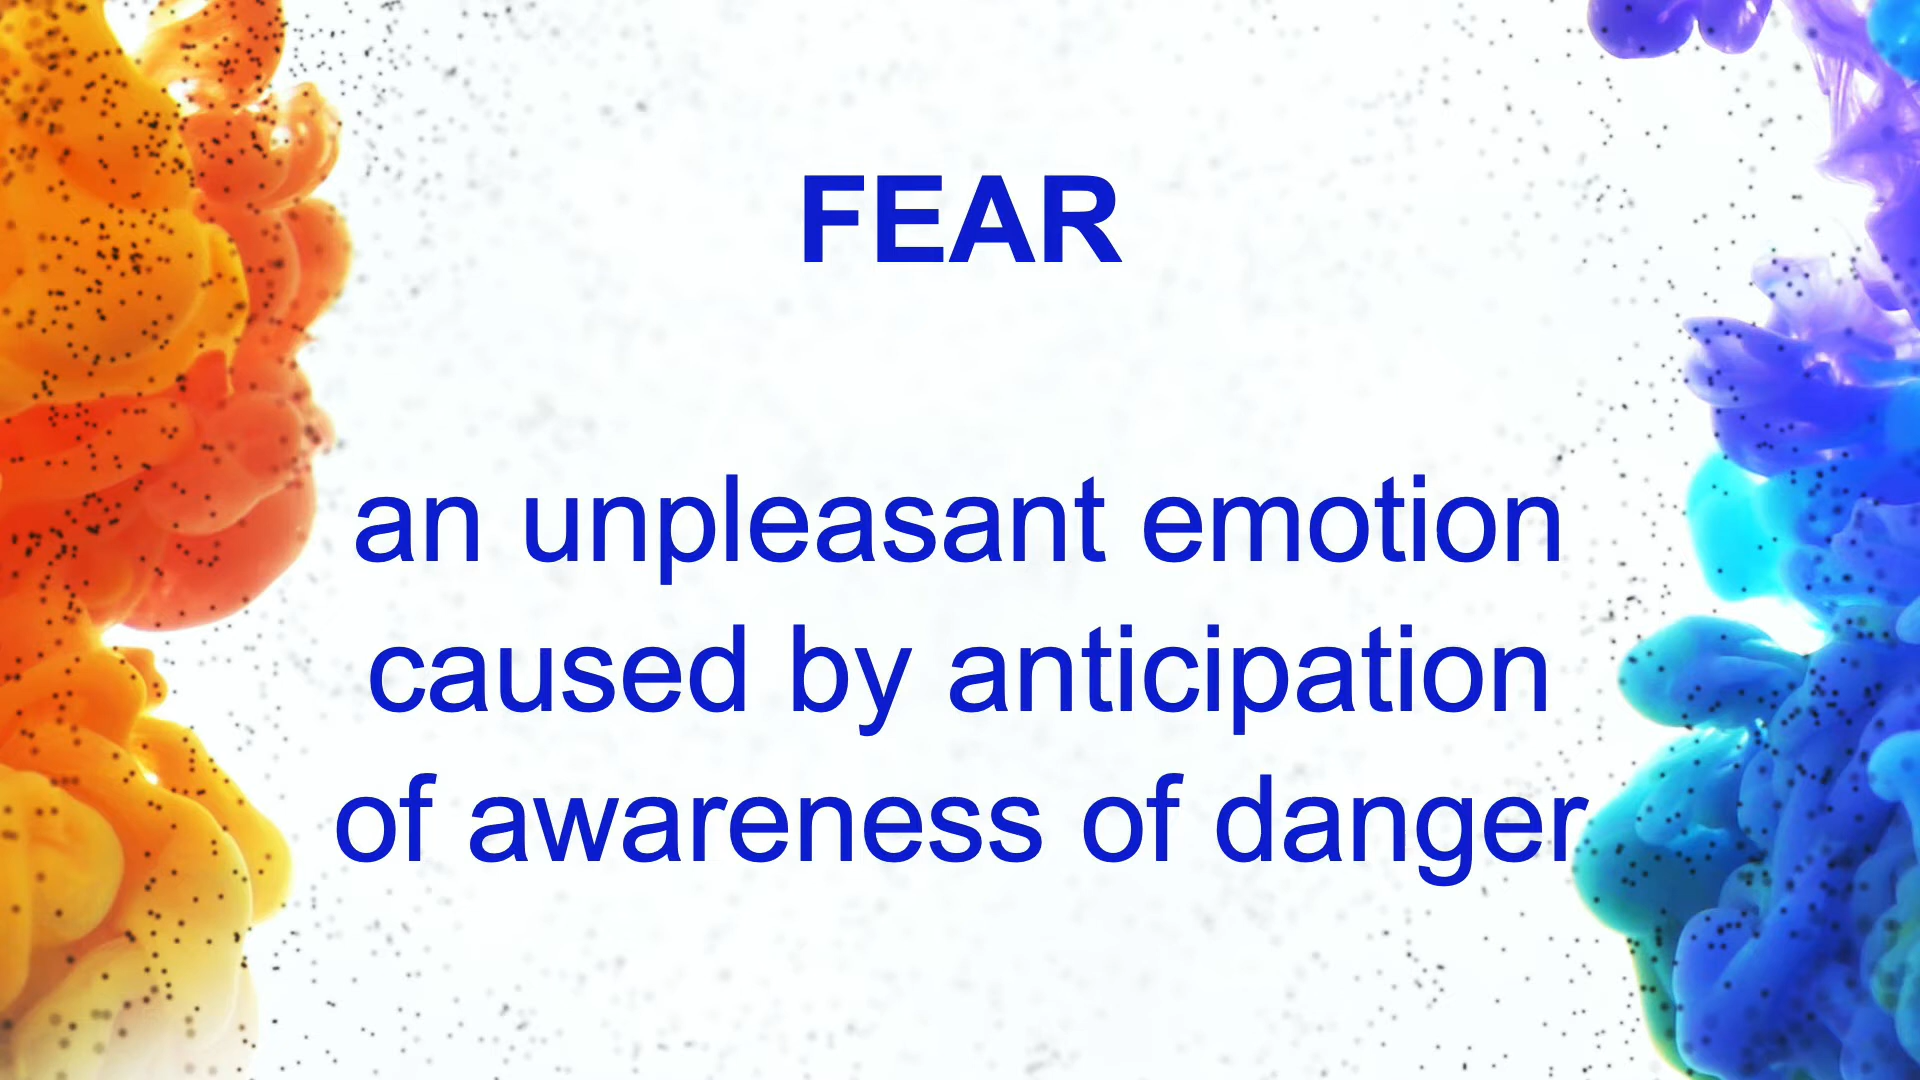 FEAR
an unpleasant emotion
caused by anticipation
of awareness of danger